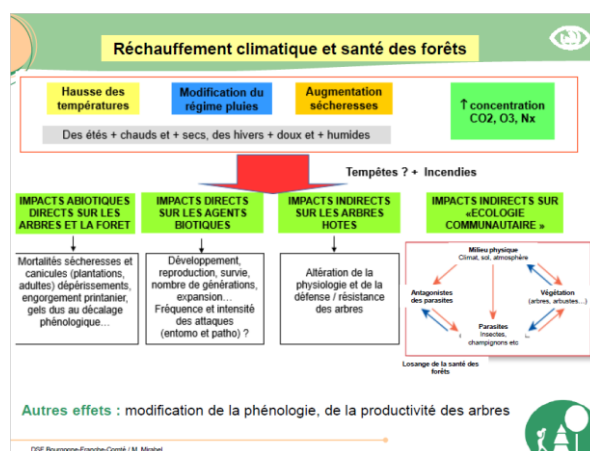 Réchauffement climatique et santé des forêts
Hausse des
températures
Modification du
régime pluies
Augmentation
sécheresses
↑ concentration
CO2, O3, Nx
Des étés + chauds et + secs, des hivers + doux et + humides
Tempêtes ? + Incendies
IMPACTS ABIOTIQUES
DIRECTS SUR LES
ARBRES ET LA FORET
IMPACTS DIRECTS
SUR LES AGENTS
BIOTIQUES
IMPACTS INDIRECTS
SUR LES ARBRES
HOTES
IMPACTS INDIRECTS SUR
«ECOLOGIE
COMMUNAUTAIRE »
Mortalités sécheresses et
canicules (plantations,
adultes) dépérissements,
engorgement printanier,
gels dus au décalage
phénologique…
Développement,
reproduction, survie,
nombre de générations,
expansion…
Fréquence et intensité
des attaques
(entomo et patho) ?
Altération de la
physiologie et de la
défense / résistance
des arbres
Milieu physique
Climat, sol, atmosphère
Antagonistes
des parasites
Végétation
(arbres, arbustes…)
Parasites
Insectes,
champignons etc
Losange de la santé des
forêts
Autres effets : modification de la phénologie, de la productivité des arbres
DSF Bourgogne-Franche-Comté / M. Mirabel